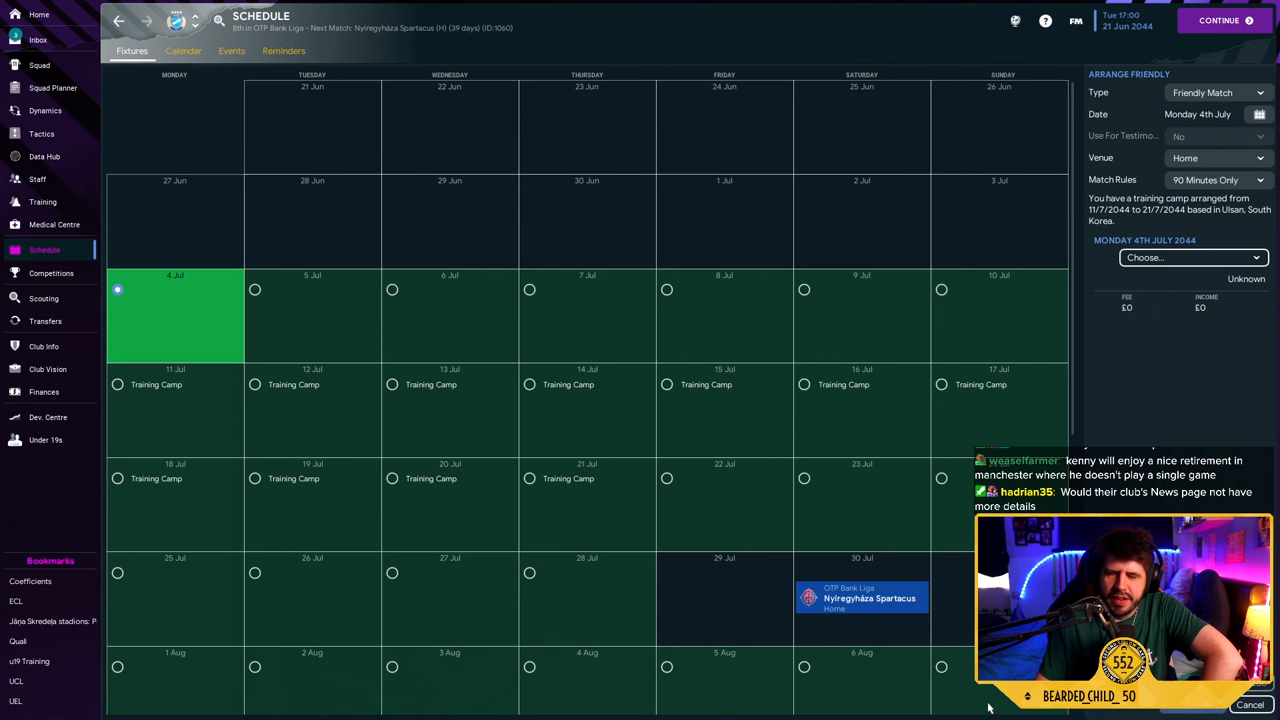 Home
3
Inbox
Squad
Squad Planner
Dynamics
Tactics
Data Hub
Staff
Training
Medical Centre
Schedule
Competitions
Scouting
Transfers
Club Info
Club Vision
Finances
Dev. Centre
Under 19s
Bookmarks
Coefficients
ECL
Jāņa Skredeļa stadions: P
Quali
u19 Training
UCL
UEL
SCHEDULE
8th in OTP Bank Liga - Next Match: Nyíregyháza Spartacus (H) (39 days) (ID:1060)
FM
Tue 17:00
21 Jun 2044
CONTINUE
Fixtures Calendar Events Reminders
MONDAY TUESDAY WEDNESDAY THURSDAY FRIDAY SATURDAY SUNDAY
21 Jun 22 Jun 23 Jun 24 Jun 25 Jun 26 Jun
27 Jun 28 Jun 29 Jun 30 Jun 1 Jul 2 Jul 3 Jul
4 Jul 5 Jul 6 Jul 7 Jul 8 Jul 9 Jul 10 Jul
11 Jul 12 Jul 13 Jul 14 Jul 15 Jul 16 Jul 17 Jul
Training Camp Training Camp Training Camp Training Camp Training Camp Training Camp Training Camp
18 Jul 19 Jul 20 Jul 21 Jul 22 Jul 23 Jul
Training Camp Training Camp Training Camp Training Camp
25 Jul 26 Jul 27 Jul 28 Jul 29 Jul 30 Jul
OTP Bank Liga
Nyíregyháza Spartacus
Home
1 Aug 2 Aug 3 Aug 4 Aug 5 Aug 6 Aug
ARRANGE FRIENDLY
Type Friendly Match
Date Monday 4th July
Use For Testimo... No
Venue Home
Match Rules 90 Minutes Only
You have a training camp arranged from
11/7/2044 to 21/7/2044 based in Ulsan, South
Korea.
MONDAY 4TH JULY 2044
Choose...
Unknown
FEE INCOME
£0 £0
weaselfarmer: kenny will enjoy a nice retirement in
manchester where he doesn't play a single game
hadrian35: Would their club's News page not have
more details
552
BEARDED_CHILD_ 50
Cancel